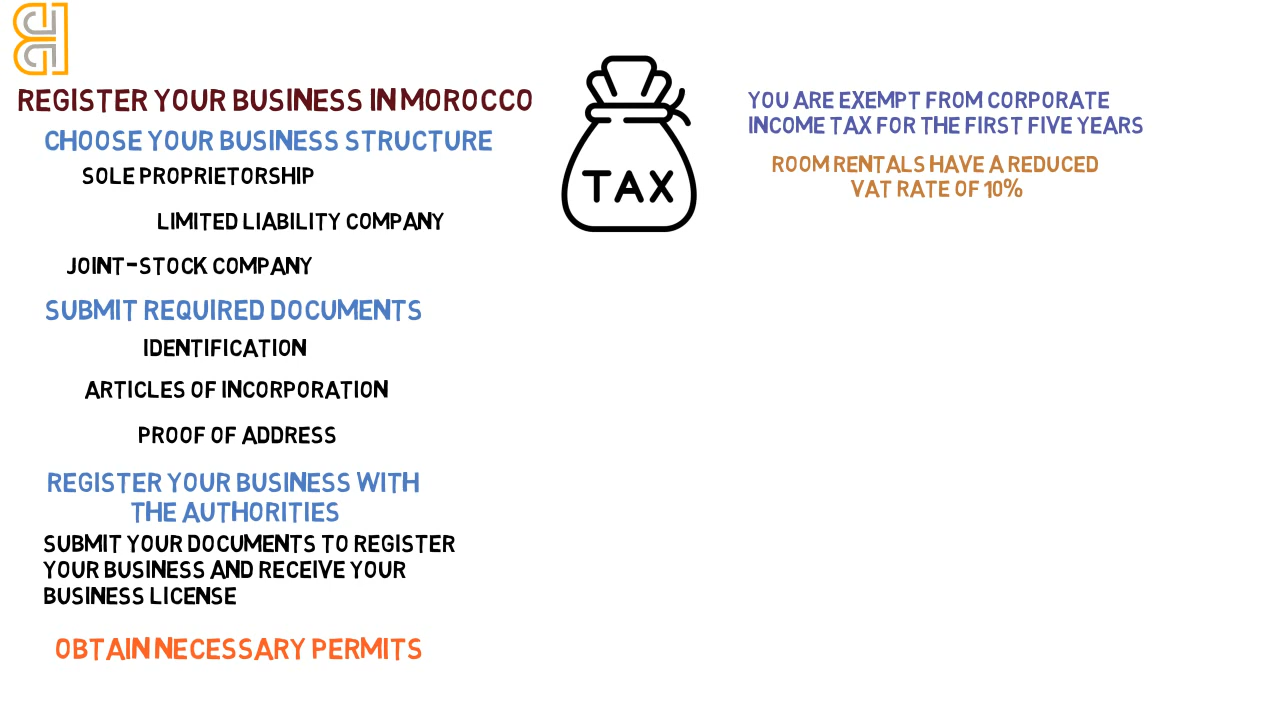 REGISTER YOUR BUSINESS IN MOROCCO
CHOOSE YOUR BUSINESS STRUCTURE
SOLE PROPRIETORSHIP
LIMITED LIABILITY COMPANY
JOINT-STOCK COMPANY
SUBMIT REQUIRED DOCUMENTS
IDENTIFICATION
ARTICLES OF INCORPORATION
PROOF OF ADDRESS
REGISTER YOUR BUSINESS WITH
THE AUTHORITIES
SUBMIT YOUR DOCUMENTS TO REGISTER
YOUR BUSINESS AND RECEIVE YOUR
BUSINESS LICENSE
OBTAIN NECESSARY PERMITS
TAX
YOU ARE EXEMPT FROM CORPORATE
INCOME TAX FOR THE FIRST FIVE YEARS
ROOM RENTALS HAVE A REDUCED
VAT RATE OF 10%